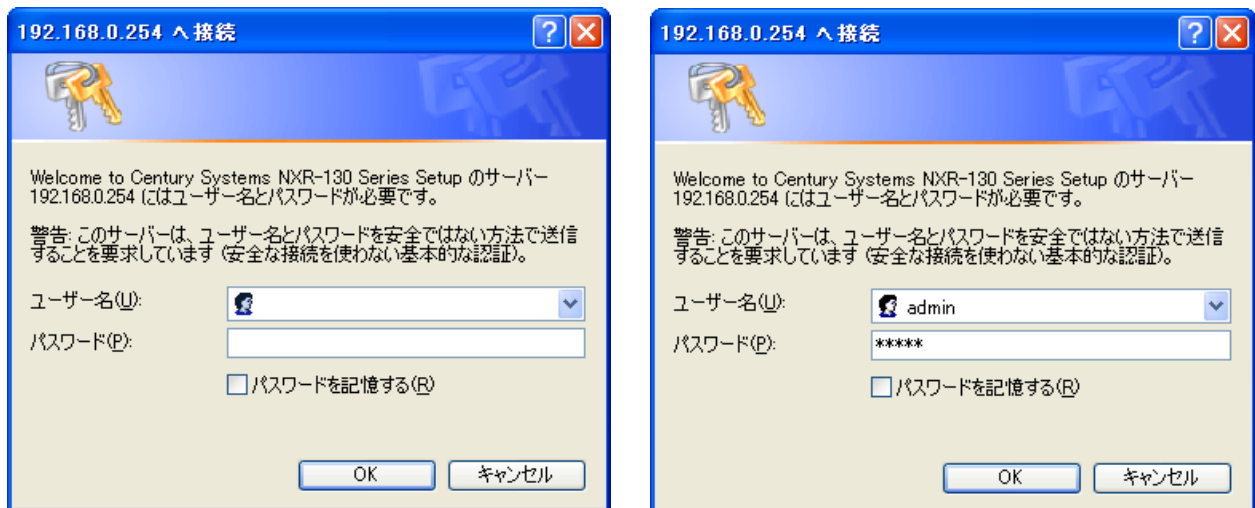 192.168.0.254 へ接続
Welcome to Century Systems NXR-130 Series Setup のサーバー
192.168.0.254 にはユーザー名とパスワードが必要です。
警告: このサーバーは、ユーザー名とパスワードを安全ではない方法で送信
することを要求しています (安全な接続を使わない基本的な認証)。
ユーザー名(U):
パスワード(P):
パスワードを記憶する(R)
OK
キャンセル
192.168.0.254 へ接続
Welcome to Century Systems NXR-130 Series Setup のサーバー
192.168.0.254 にはユーザー名とパスワードが必要です。
警告: このサーバーは、ユーザー名とパスワードを安全ではない方法で送信
することを要求しています (安全な接続を使わない基本的な認証)。
ユーザー名(U):
admin
パスワード(P):
*****
パスワードを記憶する(R)
OK
キャンセル